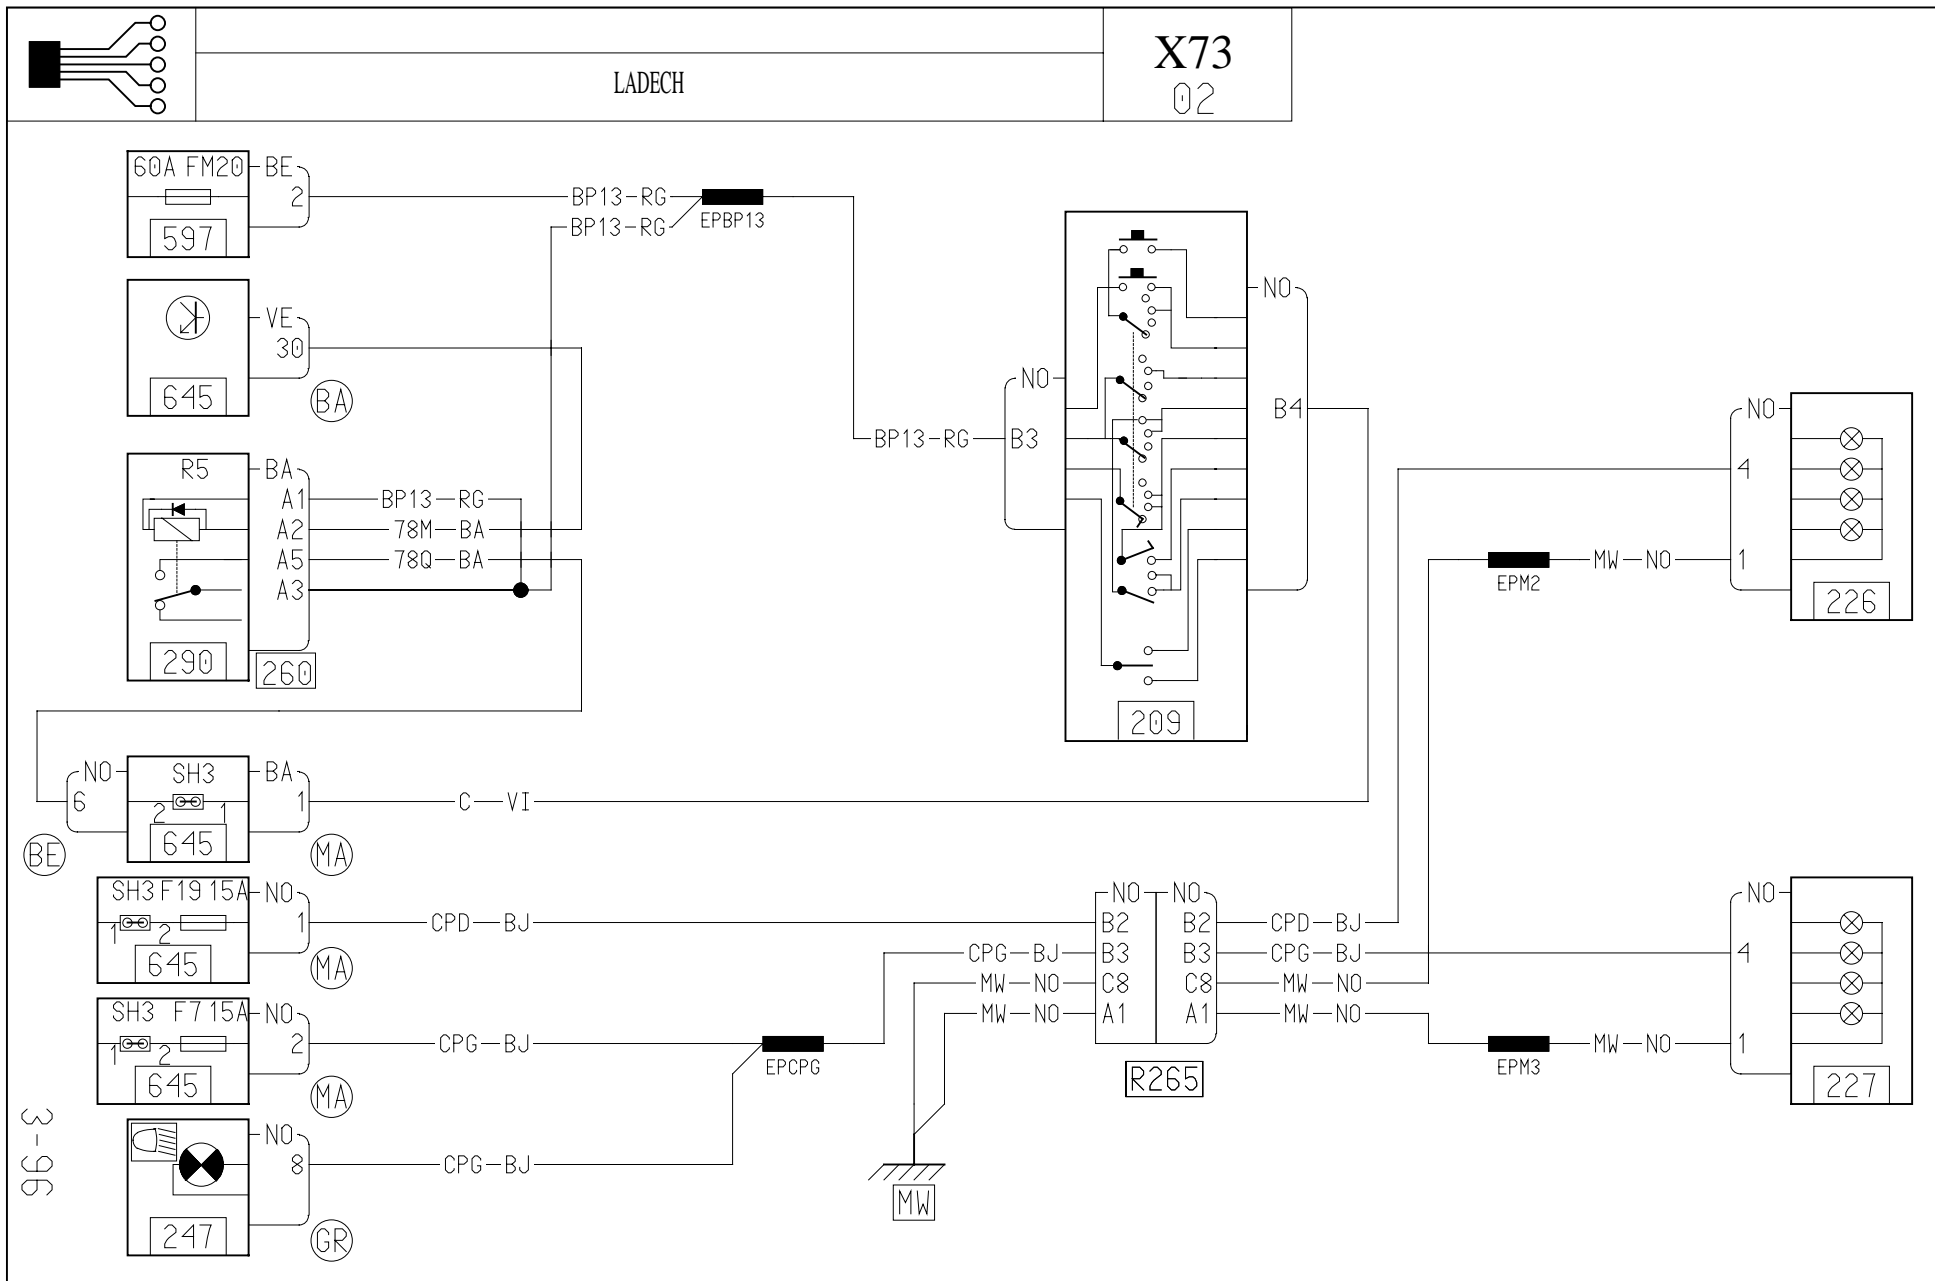 LADECH
X73
02
60A FM20 BE
2
597
BP13-RG
BP13-RG
EPBP13
VE
30
645
BA
R5 BA
A1 BP13-RG
A2 78M-BA
A5 78Q-BA
A3
290
260
NO
B3
BP13-RG
NO
B4
209
NO
4
1
226
EPM2
MW-NO
NO
6
BE
SH3
2 1
645
BA
1
MA
C-VI
SH3 F19 15A NO
1 2
645
1
MA
CPD-BJ
SH3 F7 15A NO
1 2
645
2
MA
CPG-BJ
EPCPG
NO
8
247
GR
CPG-BJ
NO NO
B2 B2 CPD-BJ
CPG-BJ B3 B3 CPG-BJ
MW-NO C8 C8 MW-NO
MW-NO A1 A1 MW-NO
R265
MW
EPM3
MW-NO
NO
4
1
227
3-96